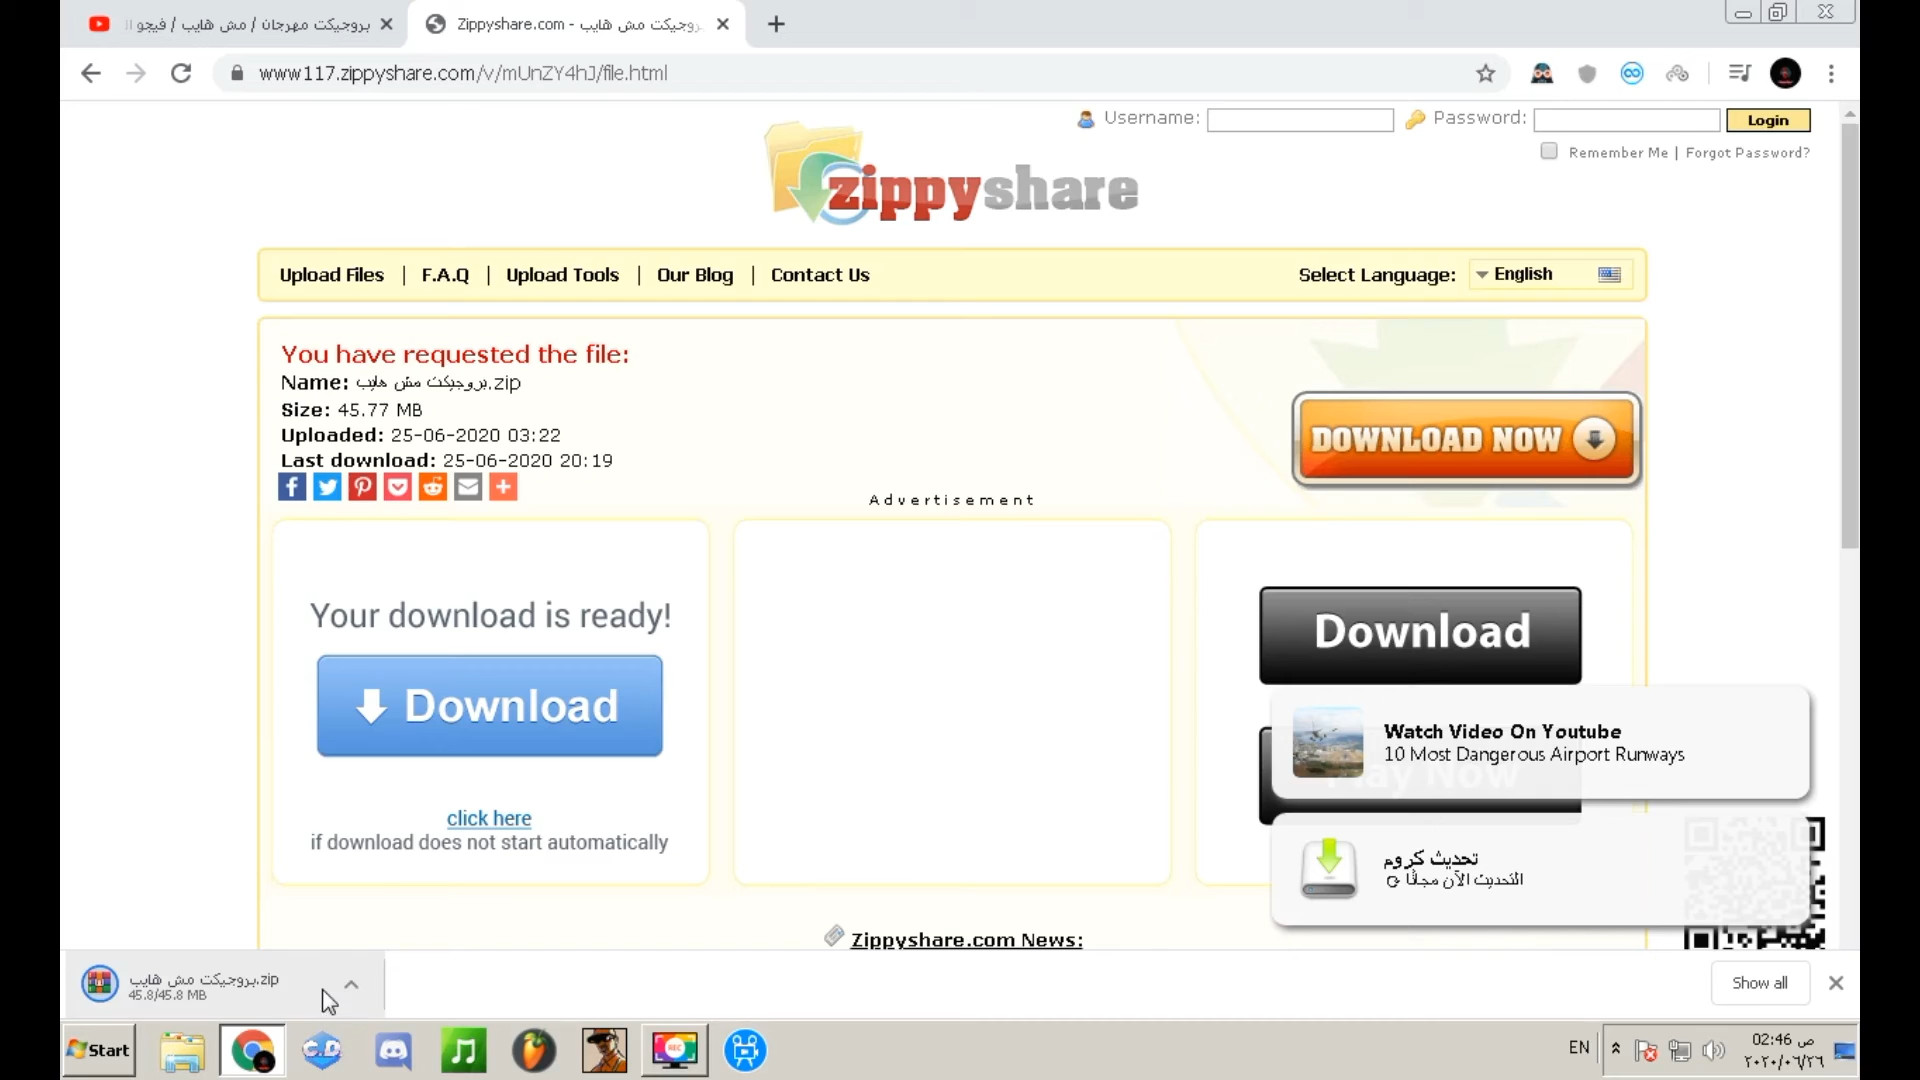 بروجيكت مهرجان / مش هايب / فيجو
Zippyshare.com - بروجيكت مش هايب
www117.zippyshare.com/v/mUnZY4hJ/file.html
Username:
Password:
Login
Remember Me | Forgot Password?
zippyshare
Upload Files | F.A.Q | Upload Tools | Our Blog | Contact Us
Select Language: English
You have requested the file:
Name: بروجيكت مش هايب.zip
Size: 45.77 MB
Uploaded: 25-06-2020 03:22
Last download: 25-06-2020 20:19
DOWNLOAD NOW
Advertisement
Your download is ready!
Download
click here
if download does not start automatically
Download
Play Now
Watch Video On Youtube
10 Most Dangerous Airport Runways
تحديث كروم
التحديث الآن مجانًا
Zippyshare.com News:
بروجيكت مش هايب.zip
45.8/45.8 MB
Show all
Start
C.D
REC
EN
02:46 ص
٢٠٢٠/٠٦/٢٦